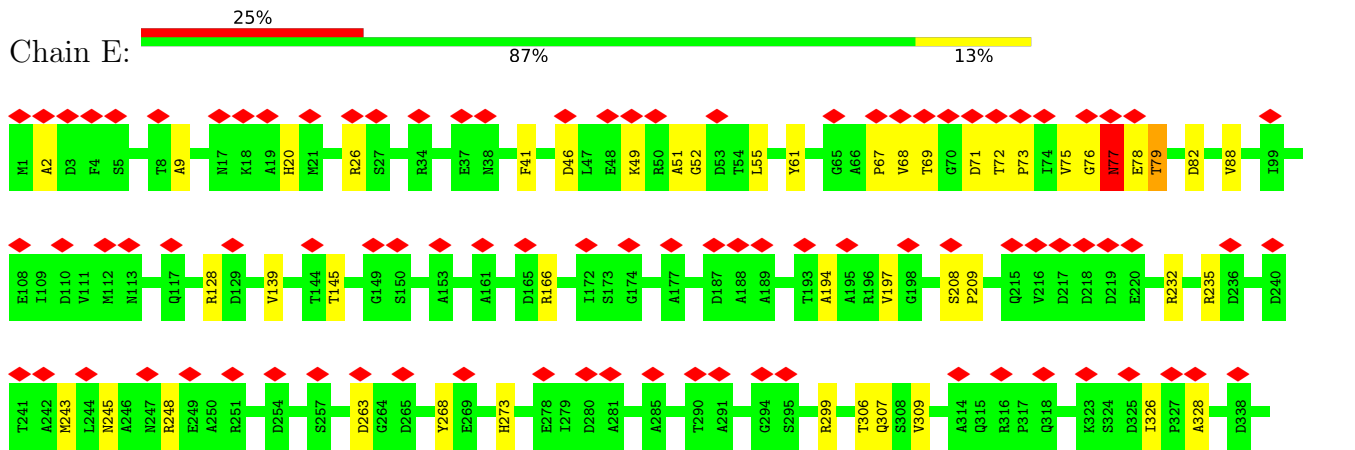 25%
Chain E:
87% 13%
M1 A2 D3 F4 S5 T8 A9 N17 K18 A19 H20 M21 R26 S27 R34 E37 N38 F41 D46 L47 E48 K49 R50 A51 G52 D53 T54 L55 Y61 G65 A66 P67 V68 T69 G70 D71 T72 P73 I74 V75 G76 N77 E78 T79 D82 V88 I99
E108 I109 D110 V111 M112 N113 Q117 R128 D129 V139 T144 T145 G149 S150 A153 A161 D165 R166 I172 S173 G174 A177 D187 A188 A189 T193 A194 A195 R196 V197 G198 S208 P209 Q215 V216 D217 D218 D219 E220 R232 R235 D236 D240
T241 A242 M243 L244 N245 A246 N247 R248 E249 A250 R251 D254 S257 D263 G264 D265 Y268 E269 H273 E278 I279 D280 A281 A285 T290 A291 G294 S295 R299 T306 Q307 S308 V309 A314 Q315 R316 P317 Q318 K323 S324 D325 I326 P327 A328 D338